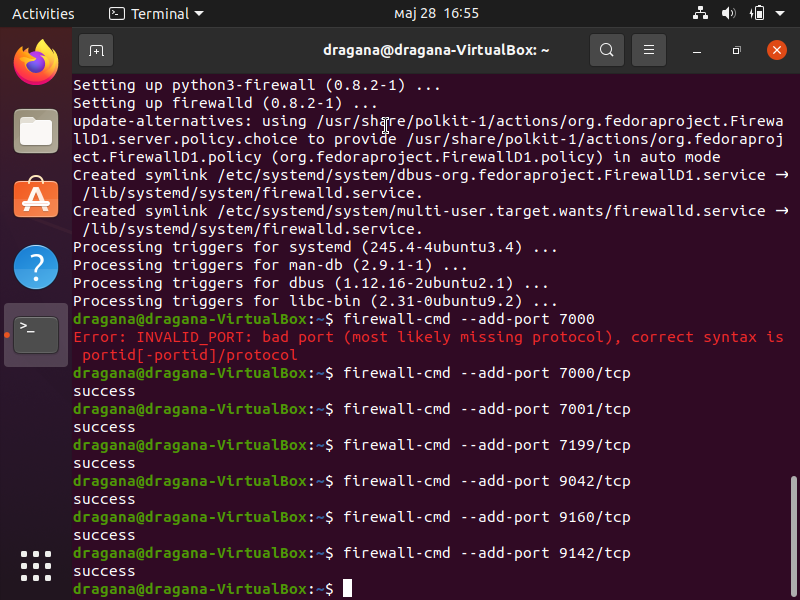 Activities
Terminal
мај 28 16:55
dragana@dragana-VirtualBox: ~
Setting up python3-firewall (0.8.2-1) ...
Setting up firewalld (0.8.2-1) ...
update-alternatives: using /usr/share/polkit-1/actions/org.fedoraproject.Firewa
llD1.server.policy.choice to provide /usr/share/polkit-1/actions/org.fedoraproj
ect.FirewallD1.policy (org.fedoraproject.FirewallD1.policy) in auto mode
Created symlink /etc/systemd/system/dbus-org.fedoraproject.FirewallD1.service →
 /lib/systemd/system/firewalld.service.
Created symlink /etc/systemd/system/multi-user.target.wants/firewalld.service →
 /lib/systemd/system/firewalld.service.
Processing triggers for systemd (245.4-4ubuntu3.4) ...
Processing triggers for man-db (2.9.1-1) ...
Processing triggers for dbus (1.12.16-2ubuntu2.1) ...
Processing triggers for libc-bin (2.31-0ubuntu9.2) ...
dragana@dragana-VirtualBox:~$ firewall-cmd --add-port 7000
Error: INVALID_PORT: bad port (most likely missing protocol), correct syntax is
 portid[-portid]/protocol
dragana@dragana-VirtualBox:~$ firewall-cmd --add-port 7000/tcp
success
dragana@dragana-VirtualBox:~$ firewall-cmd --add-port 7001/tcp
success
dragana@dragana-VirtualBox:~$ firewall-cmd --add-port 7199/tcp
success
dragana@dragana-VirtualBox:~$ firewall-cmd --add-port 9042/tcp
success
dragana@dragana-VirtualBox:~$ firewall-cmd --add-port 9160/tcp
success
dragana@dragana-VirtualBox:~$ firewall-cmd --add-port 9142/tcp
success
dragana@dragana-VirtualBox:~$